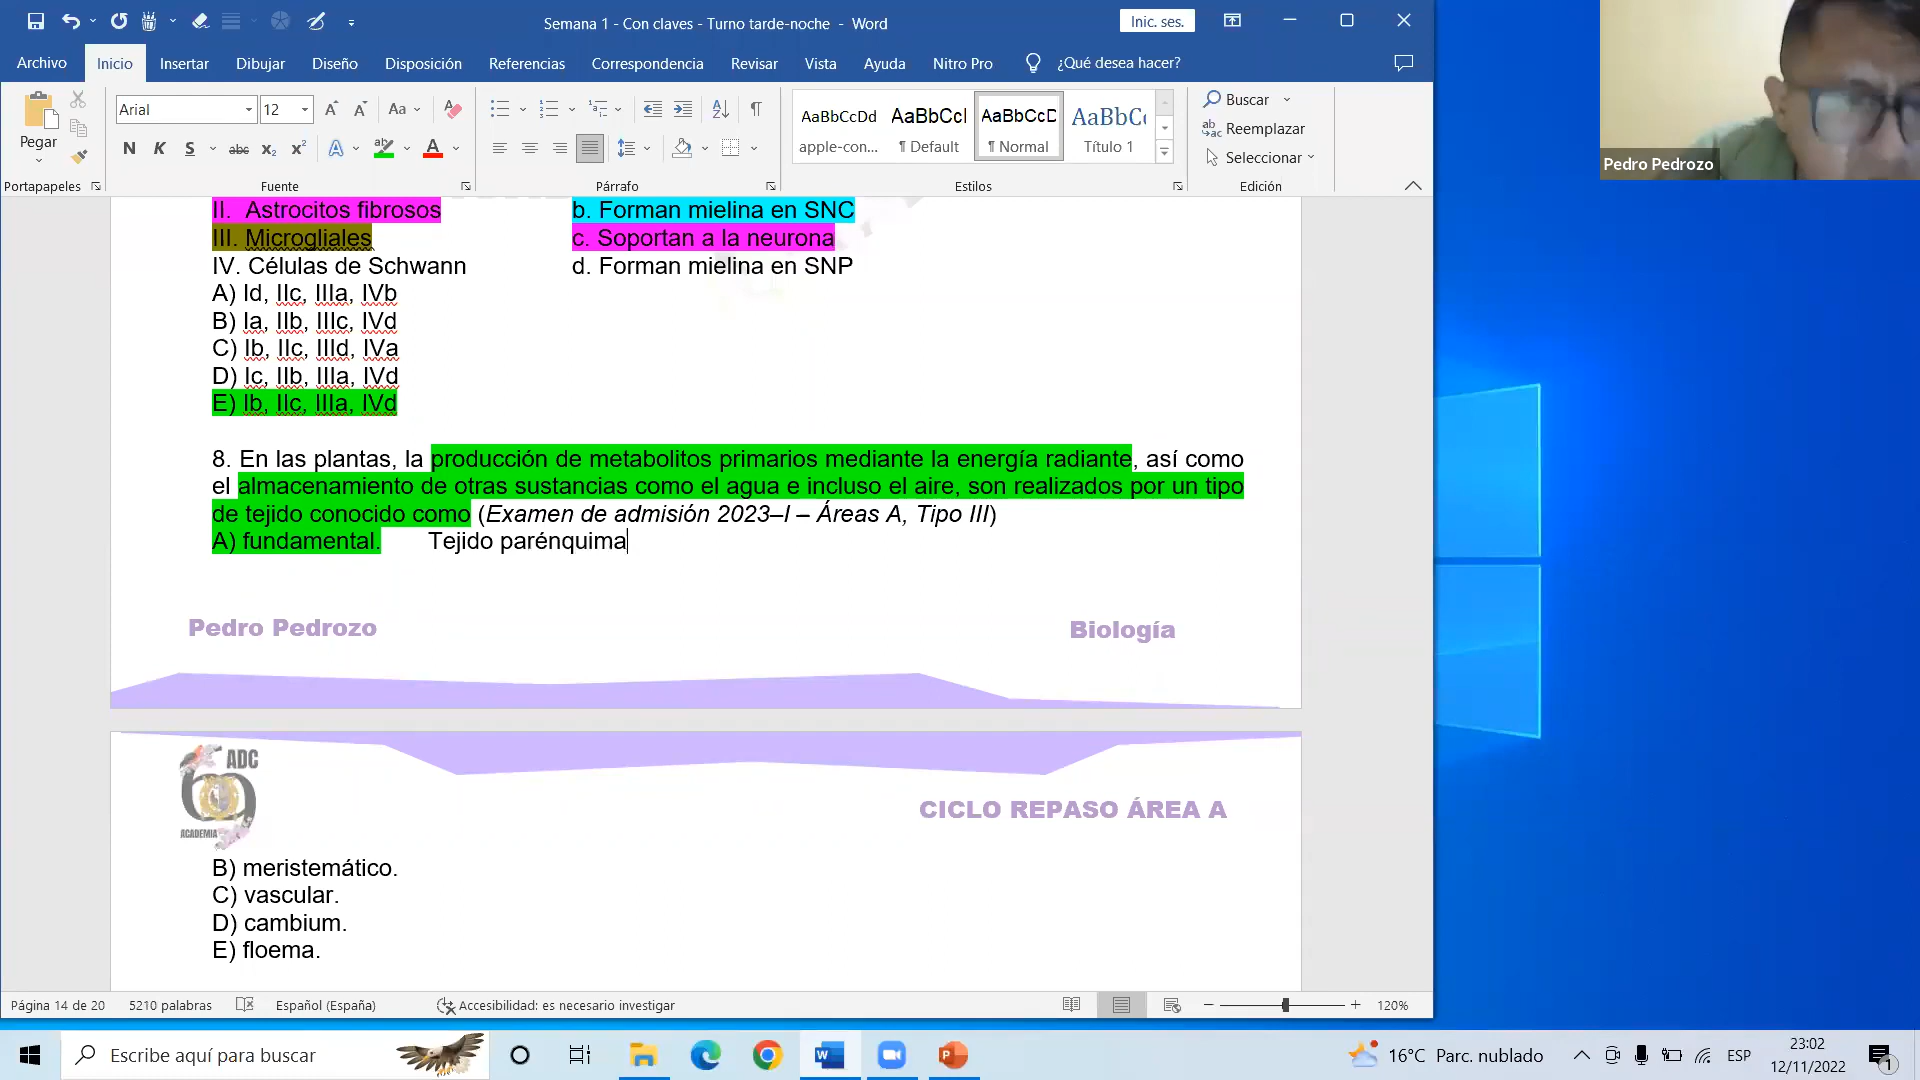 Semana 1 - Con claves - Turno tarde-noche - Word
Inic. ses.
Archivo Inicio Insertar Dibujar Diseño Disposición Referencias Correspondencia Revisar Vista Ayuda Nitro Pro ¿Qué desea hacer?
Pegar
Arial 12
Aa
N K S abc x₂ x² A ab A
AaBbCcDd AaBbCcI AaBbCcD AaBbCc
apple-con... ¶ Default ¶ Normal Título 1
Buscar
Reemplazar
Seleccionar
Portapapeles Fuente Párrafo Estilos Edición
Pedro Pedrozo
II. Astrocitos fibrosos b. Forman mielina en SNC
III. Microgliales c. Soportan a la neurona
IV. Células de Schwann d. Forman mielina en SNP
A) Id, IIc, IIIa, IVb
B) Ia, IIb, IIIc, IVd
C) Ib, IIc, IIId, IVa
D) Ic, IIb, IIIa, IVd
E) Ib, IIc, IIIa, IVd
8. En las plantas, la producción de metabolitos primarios mediante la energía radiante, así como
el almacenamiento de otras sustancias como el agua e incluso el aire, son realizados por un tipo
de tejido conocido como (Examen de admisión 2023–I – Áreas A, Tipo III)
A) fundamental. Tejido parénquima
Pedro Pedrozo Biología
ADC
ACADEMIA
CICLO REPASO ÁREA A
B) meristemático.
C) vascular.
D) cambium.
E) floema.
Página 14 de 20 5210 palabras Español (España) Accesibilidad: es necesario investigar 120%
Escribe aquí para buscar
16°C Parc. nublado ESP
23:02
12/11/2022
1